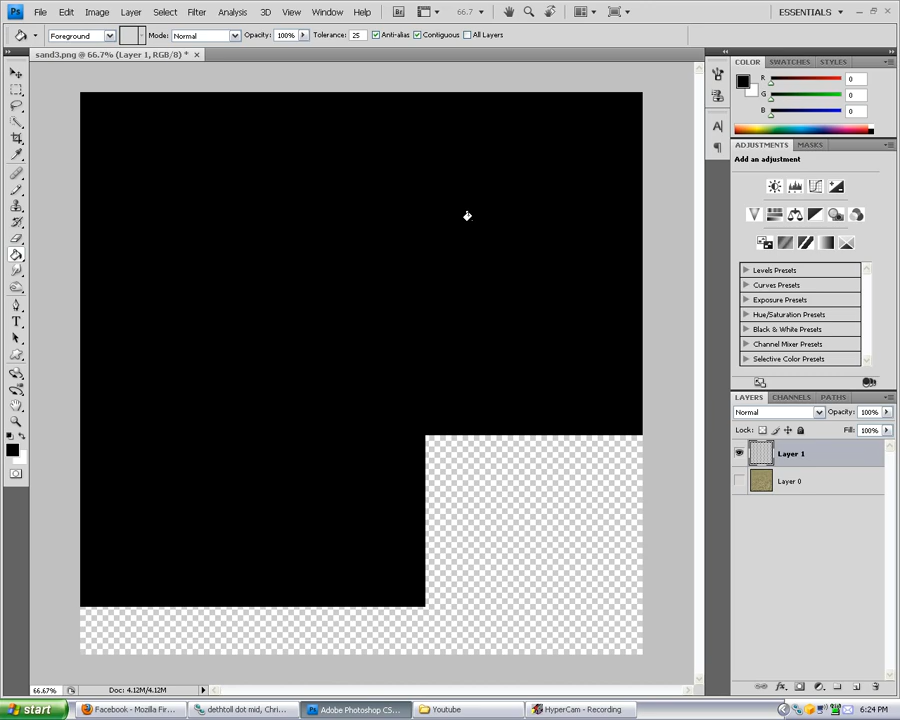 Ps File Edit Image Layer Select Filter Analysis 3D View Window Help Br 66.7 ESSENTIALS
Foreground Mode: Normal Opacity: 100% Tolerance: 25 Anti-alias Contiguous All Layers
sand3.png @ 66.7% (Layer 1, RGB/8) * ×
COLOR SWATCHES STYLES
R 0
G 0
B 0
ADJUSTMENTS MASKS
Add an adjustment
Levels Presets
Curves Presets
Exposure Presets
Hue/Saturation Presets
Black & White Presets
Channel Mixer Presets
Selective Color Presets
LAYERS CHANNELS PATHS
Normal Opacity: 100%
Lock: Fill: 100%
Layer 1
Layer 0
66.67% Doc: 4.12M/4.12M
start Facebook - Mozilla Fir... dethtoll dot mid, Chri... Adobe Photoshop CS... Youtube HyperCam - Recording 6:24 PM